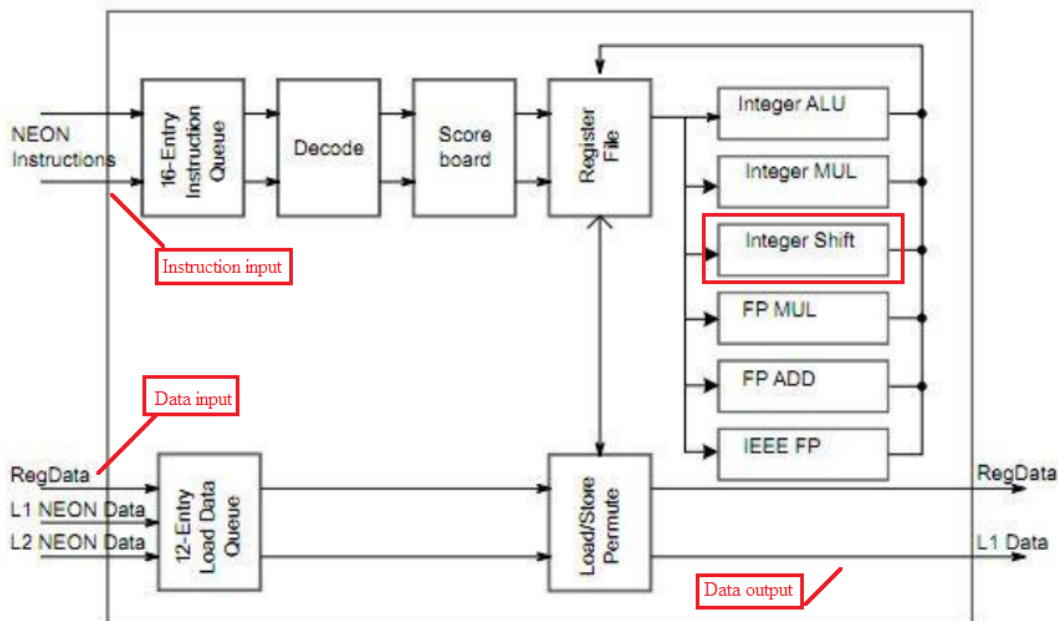 NEON
Instructions
16-Entry
Instruction
Queue
Decode
Score
board
Register
File
Integer ALU
Integer MUL
Integer Shift
FP MUL
FP ADD
IEEE FP
Instruction input
Data input
RegData
L1 NEON Data
L2 NEON Data
12-Entry
Load Data
Queue
Load/Store
Permute
RegData
L1 Data
Data output